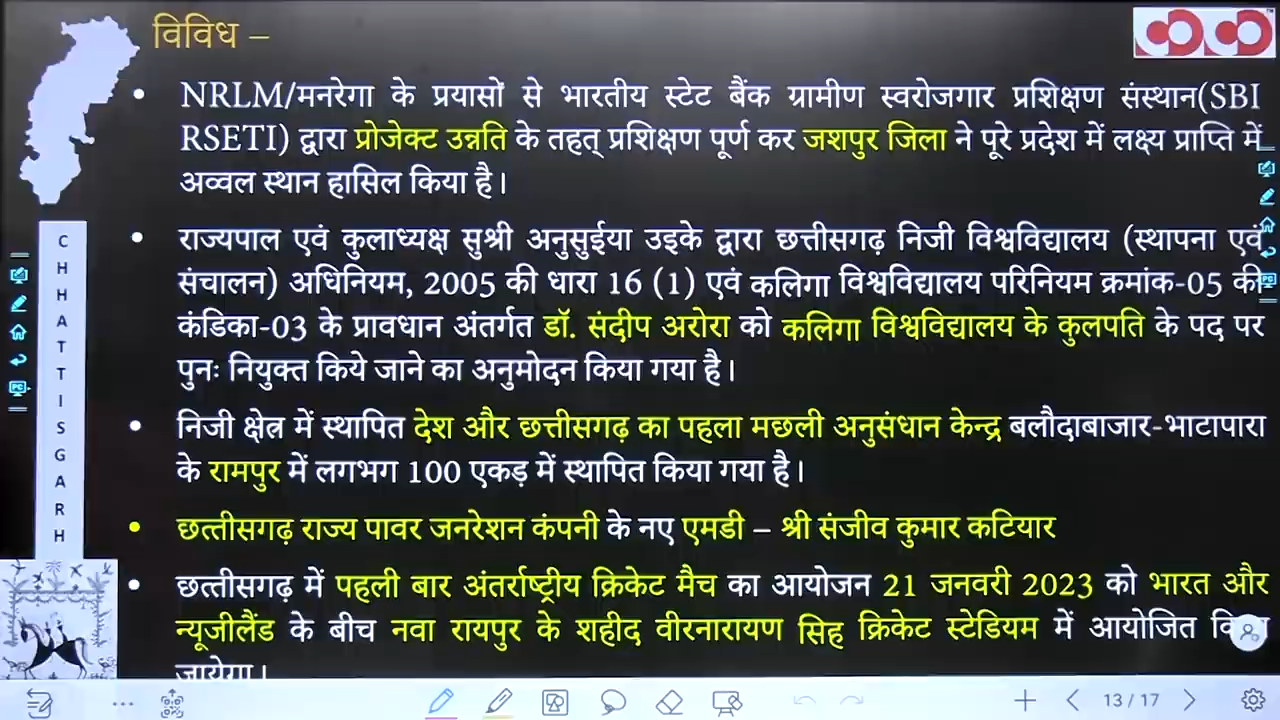 विविध –
NRLM/मनरेगा के प्रयासों से भारतीय स्टेट बैंक ग्रामीण स्वरोजगार प्रशिक्षण संस्थान(SBI
RSETI) द्वारा प्रोजेक्ट उन्नति के तहत् प्रशिक्षण पूर्ण कर जशपुर जिला ने पूरे प्रदेश में लक्ष्य प्राप्ति में
अव्वल स्थान हासिल किया है।
राज्यपाल एवं कुलाध्यक्ष सुश्री अनुसुईया उइके द्वारा छत्तीसगढ़ निजी विश्वविद्यालय (स्थापना एवं
संचालन) अधिनियम, 2005 की धारा 16 (1) एवं कलिगा विश्वविद्यालय परिनियम क्रमांक-05 की
कंडिका-03 के प्रावधान अंतर्गत डॉ. संदीप अरोरा को कलिगा विश्वविद्यालय के कुलपति के पद पर
पुनः नियुक्त किये जाने का अनुमोदन किया गया है।
निजी क्षेत्र में स्थापित देश और छत्तीसगढ़ का पहला मछली अनुसंधान केन्द्र बलौदाबाजार-भाटापारा
के रामपुर में लगभग 100 एकड़ में स्थापित किया गया है।
छत्तीसगढ़ राज्य पावर जनरेशन कंपनी के नए एमडी – श्री संजीव कुमार कटियार
छत्तीसगढ़ में पहली बार अंतर्राष्ट्रीय क्रिकेट मैच का आयोजन 21 जनवरी 2023 को भारत और
न्यूजीलैंड के बीच नवा रायपुर के शहीद वीरनारायण सिह क्रिकेट स्टेडियम में आयोजित
जायेगा।
CHHATTISGARH
13 / 17